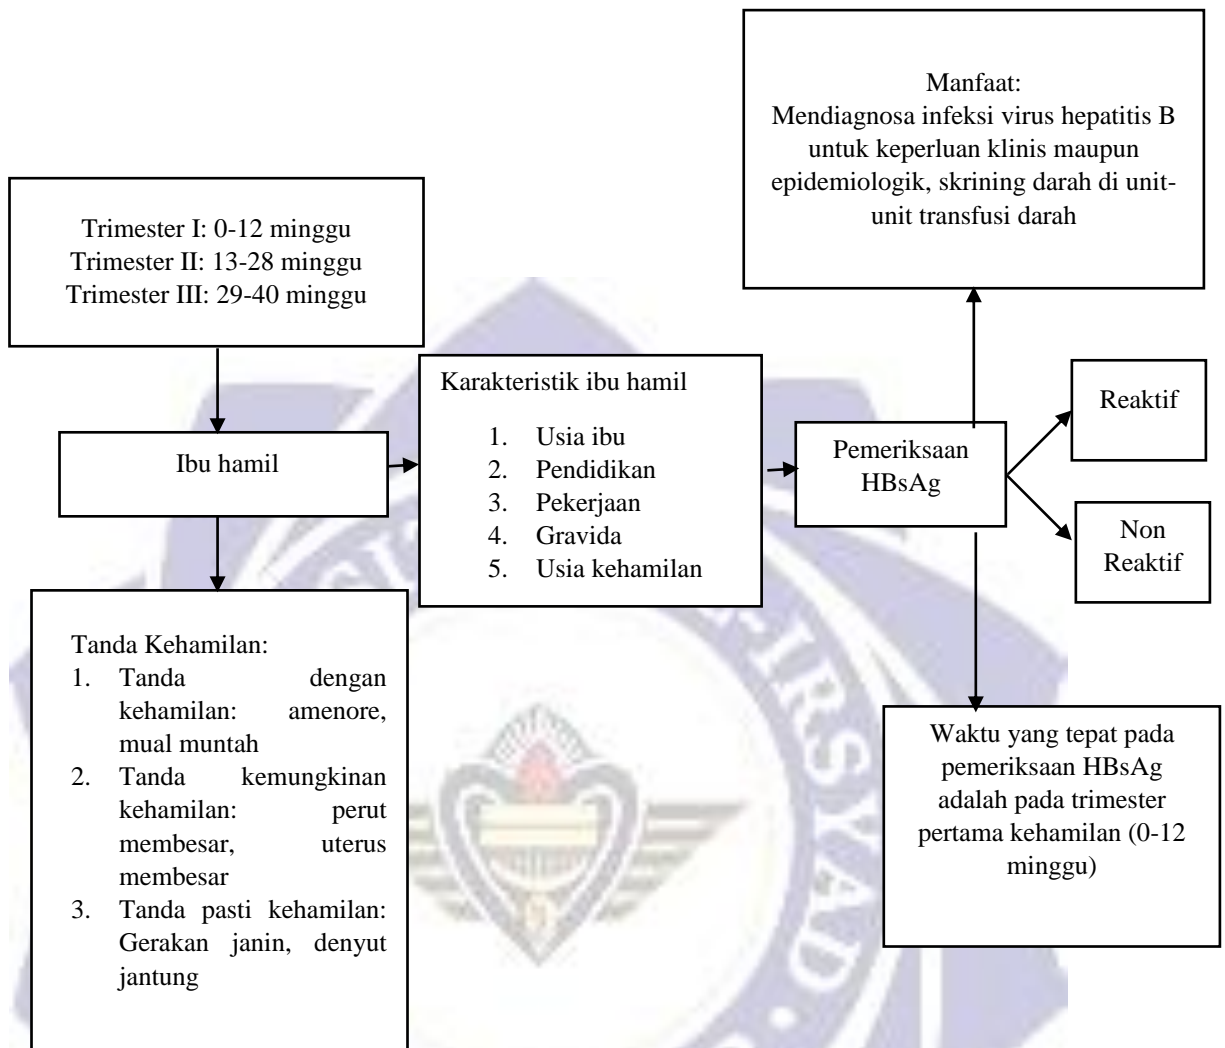 Manfaat:
Mendiagnosa infeksi virus hepatitis B
untuk keperluan klinis maupun
epidemiologik, skrining darah di unit-
unit transfusi darah
Trimester I: 0-12 minggu
Trimester II: 13-28 minggu
Trimester III: 29-40 minggu
Karakteristik ibu hamil
1. Usia ibu
2. Pendidikan
3. Pekerjaan
4. Gravida
5. Usia kehamilan
Ibu hamil
Pemeriksaan
HBsAg
Reaktif
Non
Reaktif
Tanda Kehamilan:
1. Tanda dengan
kehamilan: amenore,
mual muntah
2. Tanda kemungkinan
kehamilan: perut
membesar, uterus
membesar
3. Tanda pasti kehamilan:
Gerakan janin, denyut
jantung
Waktu yang tepat pada
pemeriksaan HBsAg
adalah pada trimester
pertama kehamilan (0-12
minggu)
-IRSYAD